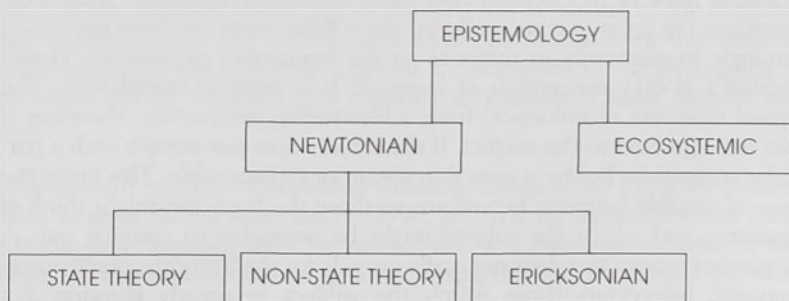 EPISTEMOLOGY
NEWTONIAN
ECOSYSTEMIC
STATE THEORY
NON-STATE THEORY
ERICKSONIAN